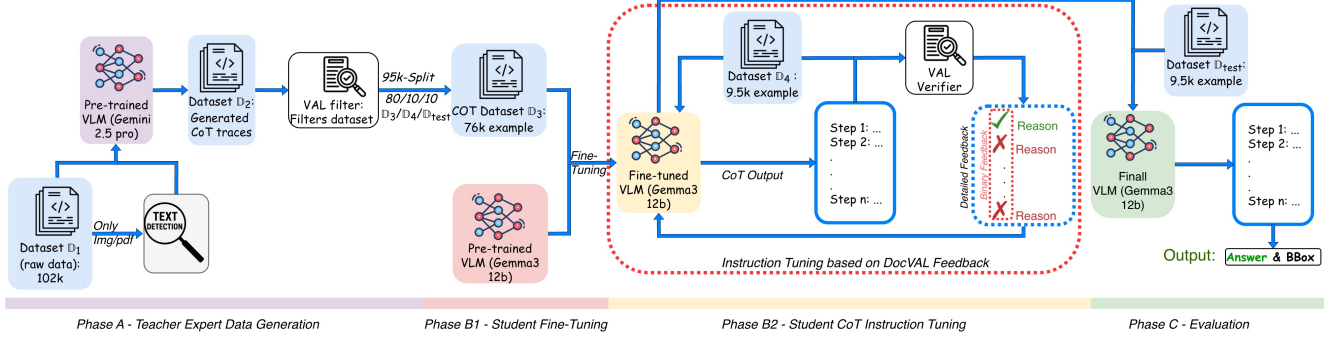 Pre-trained
VLM (Gemini
2.5 pro)
Dataset 𝔻2:
Generated
CoT traces
VAL filter:
Filters dataset
95k-Split
80/10/10
𝔻3/𝔻4/𝔻test
COT Dataset 𝔻3:
76k example
Dataset 𝔻1
(raw data):
102k
Only
Img/pdf
TEXT
DETECTION
Pre-trained
VLM (Gemma3
12b)
Fine-
Tuning
Fine-tuned
VLM (Gemma3
12b)
Dataset 𝔻4 :
9.5k example
VAL
Verifier
CoT Output
Step 1: ...
Step 2: ...
.
.
.
Step n: ...
Detailed Feedback
Binary Feedback
Reason
Reason
.
.
.
Reason
Instruction Tuning based on DocVAL Feedback
Dataset 𝔻test:
9.5k example
Finall
VLM (Gemma3
12b)
Step 1: ...
Step 2: ...
.
.
.
Step n: ...
Output: Answer & BBox
Phase A - Teacher Expert Data Generation
Phase B1 - Student Fine-Tuning
Phase B2 - Student CoT Instruction Tuning
Phase C - Evaluation